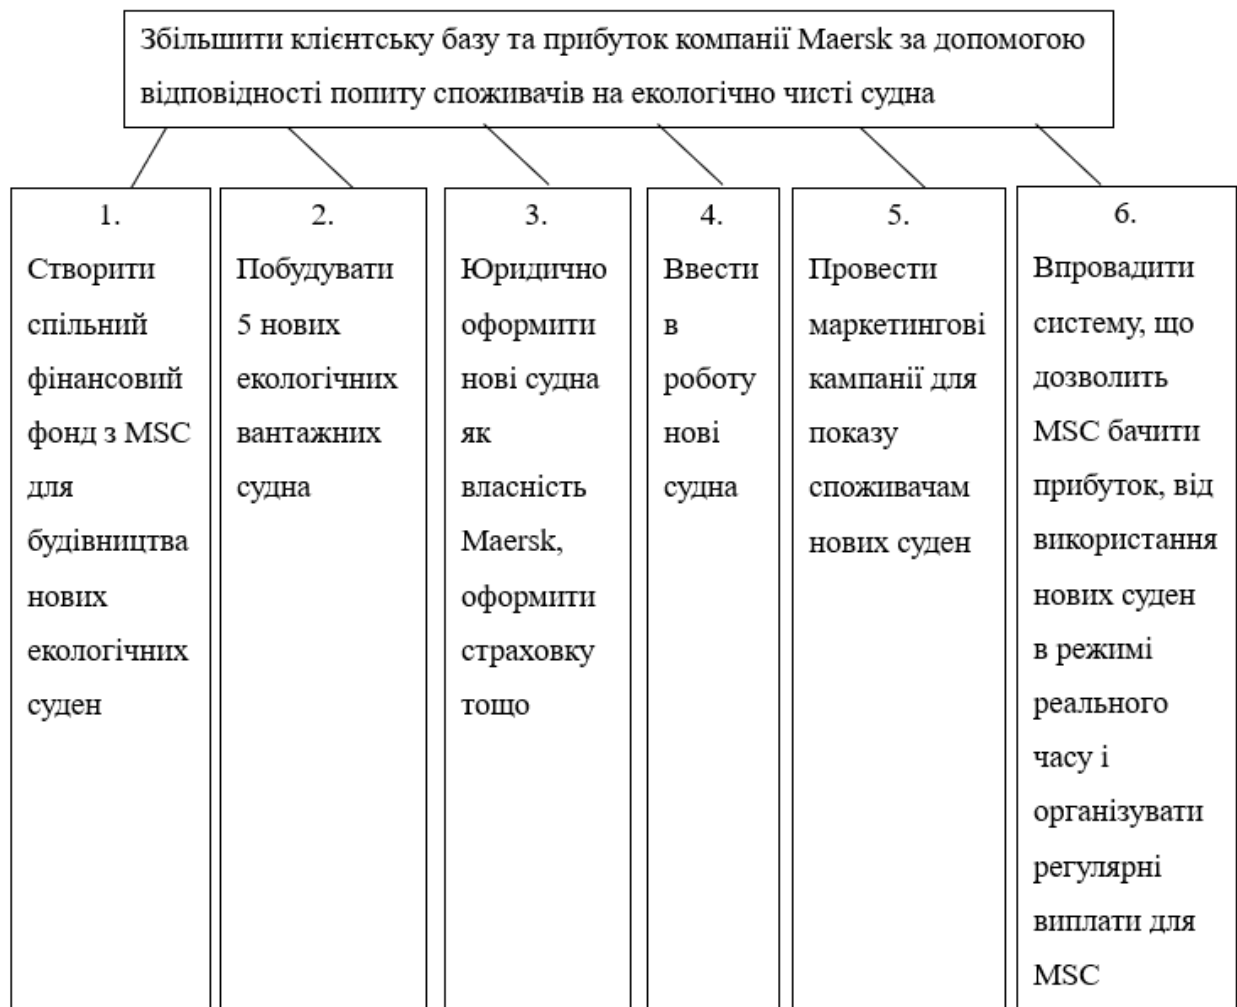 Збільшити клієнтську базу та прибуток компанії Maersk за допомогою
відповідності попиту споживачів на екологічно чисті судна
1.
Створити
спільний
фінансовий
фонд з MSC
для
будівництва
нових
екологічних
суден
2.
Побудувати
5 нових
екологічних
вантажних
судна
3.
Юридично
оформити
нові судна
як
власність
Maersk,
оформити
страховку
тощо
4.
Ввести
в
роботу
нові
судна
5.
Провести
маркетингові
кампанії для
показу
споживачам
нових суден
6.
Впровадити
систему, що
дозволить
MSC бачити
прибуток, від
використання
нових суден
в режимі
реального
часу і
організувати
регулярні
виплати для
MSC